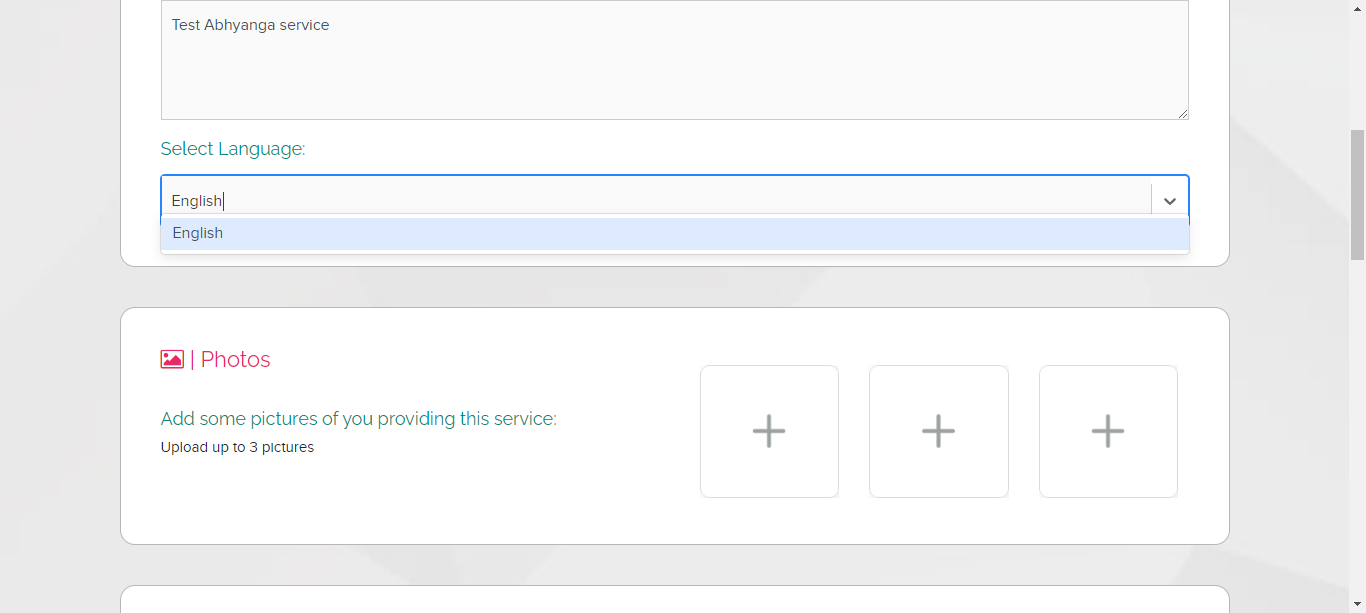 Test Abhyanga service
Select Language:
English
English
| Photos
Add some pictures of you providing this service:
Upload up to 3 pictures